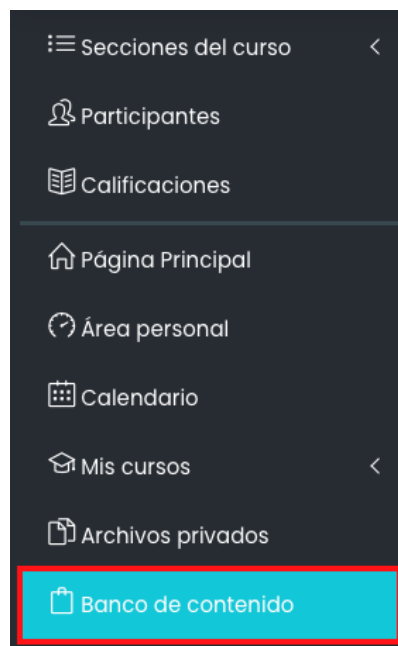 Secciones del curso
Participantes
Calificaciones
Página Principal
Área personal
Calendario
Mis cursos
Archivos privados
Banco de contenido